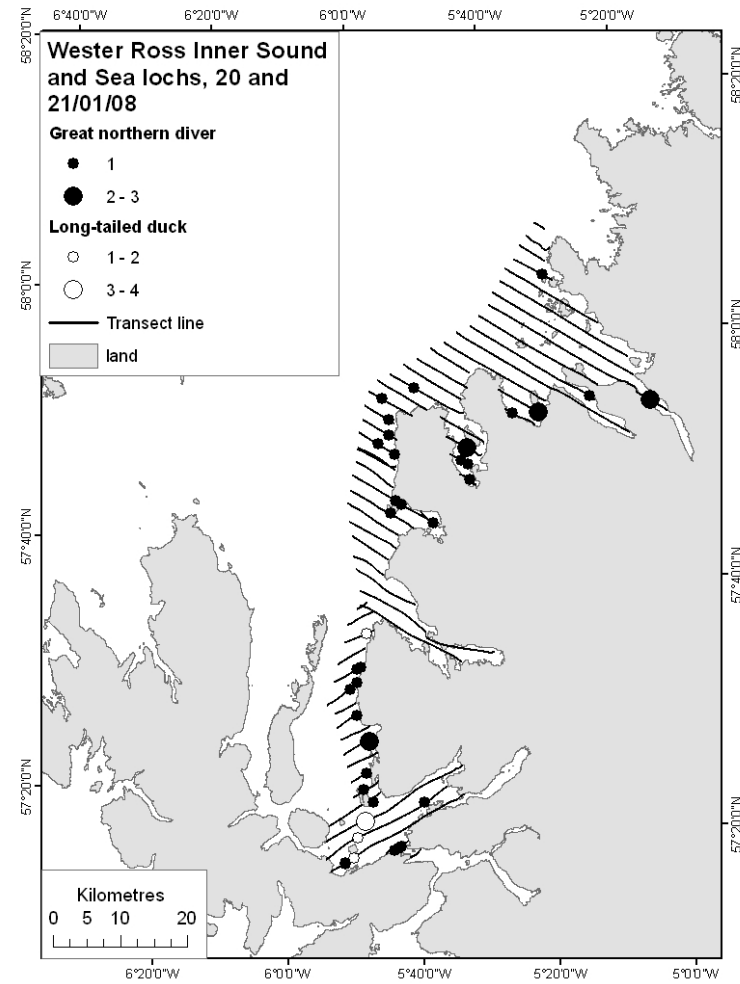 6°40'0"W 6°20'0"W 6°0'0"W 5°40'0"W 5°20'0"W
58°20'0"N
58°20'0"N
Wester Ross Inner Sound
and Sea lochs, 20 and
21/01/08
Great northern diver
1
2 - 3
Long-tailed duck
1 - 2
3 - 4
Transect line
land
58°0'0"N
58°0'0"N
57°40'0"N
57°40'0"N
57°20'0"N
57°20'0"N
Kilometres
0 5 10 20
6°20'0"W 6°0'0"W 5°40'0"W 5°20'0"W 5°0'0"W